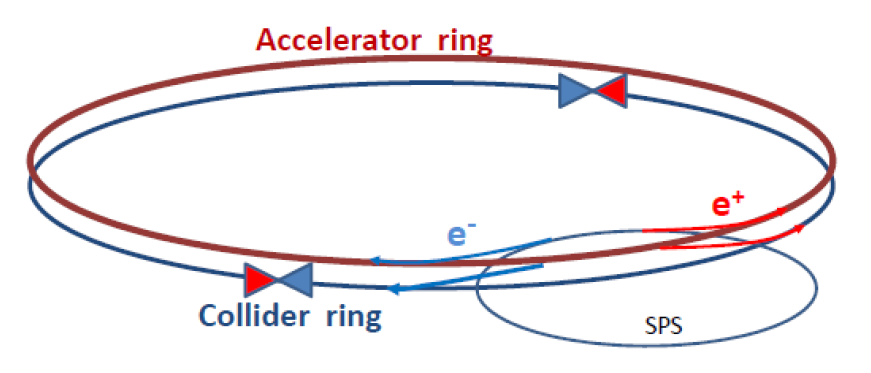 Accelerator ring
e+
e-
Collider ring
SPS